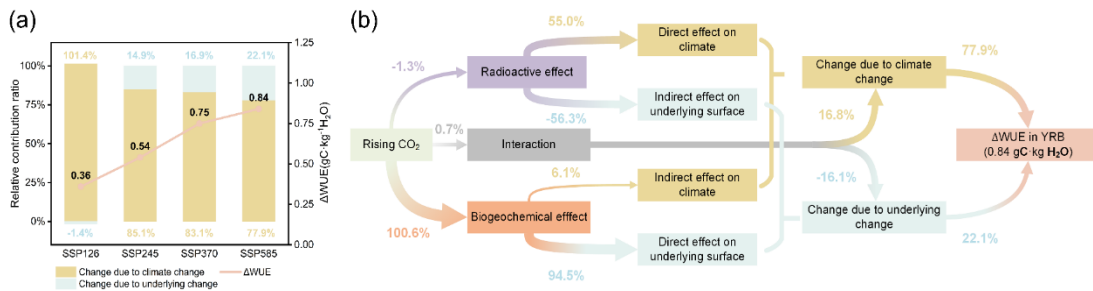 (a)
101.4%
14.9%
16.9%
22.1%
100%
75%
50%
25%
0%
Relative contribution ratio
0.36
0.54
0.75
0.84
1.25
1.00
0.75
0.50
0.25
0.00
ΔWUE(gC·kg⁻¹H₂O)
-1.4%
85.1%
83.1%
77.9%
SSP126
SSP245
SSP370
SSP585
Change due to climate change
ΔWUE
Change due to underlying change
(b)
55.0%
Direct effect on
climate
77.9%
-1.3%
Radioactive effect
Change due to climate
change
Indirect effect on
underlying surface
-56.3%
16.8%
Rising CO₂
0.7%
Interaction
ΔWUE in YRB
(0.84 gC·kg H₂O)
6.1%
Indirect effect on
climate
-16.1%
Biogeochemical effect
Change due to underlying
change
100.6%
Direct effect on
underlying surface
22.1%
94.5%